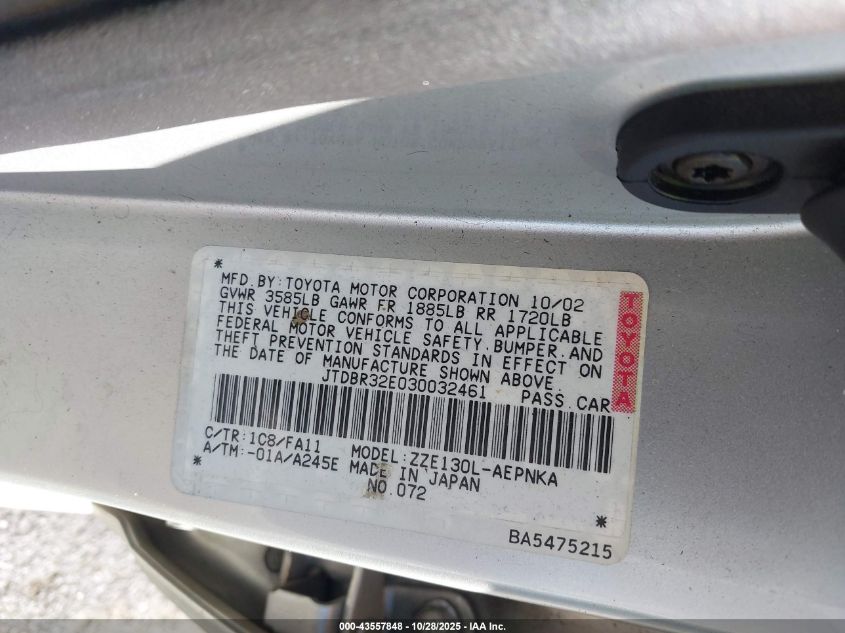 MFD.BY:TOYOTA MOTOR CORPORATION 10/02
GVWR 3585LB GAWR FR 1885LB RR 1720LB
THIS VEHICLE CONFORMS TO ALL APPLICABLE
FEDERAL MOTOR VEHICLE SAFETY,BUMPER,AND
THEFT PREVENTION STANDARDS IN EFFECT ON
THE DATE OF MANUFACTURE SHOWN ABOVE.
JTDBR32E030032461 PASS.CAR
TOYOTA
C/TR:1C8/FA11 MODEL:ZZE130L-AEPNKA
A/TM:-01A/A245E MADE IN JAPAN
NO.072
BA5475215
000-43557848 - 10/28/2025 - IAA Inc.